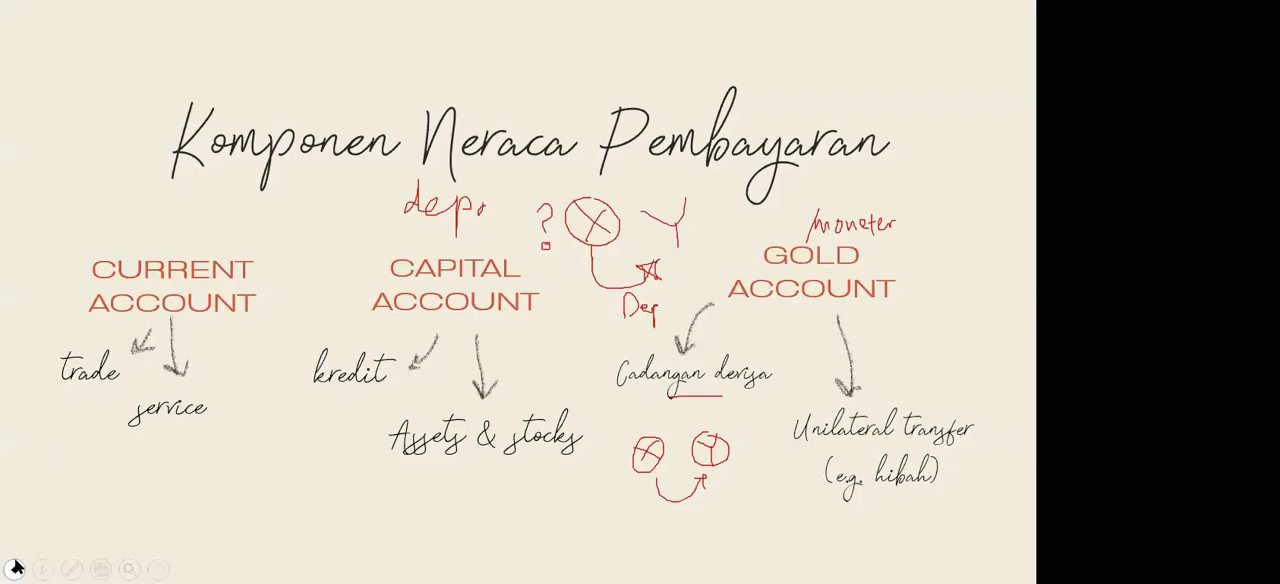 Komponen Neraca Pembayaran
depo
? X Y
Dep
CURRENT
ACCOUNT
trade
service
CAPITAL
ACCOUNT
kredit
Assets & stocks
moneter
GOLD
ACCOUNT
Cadangan devisa
X Y
Unilateral transfer
(e.g. hibah)